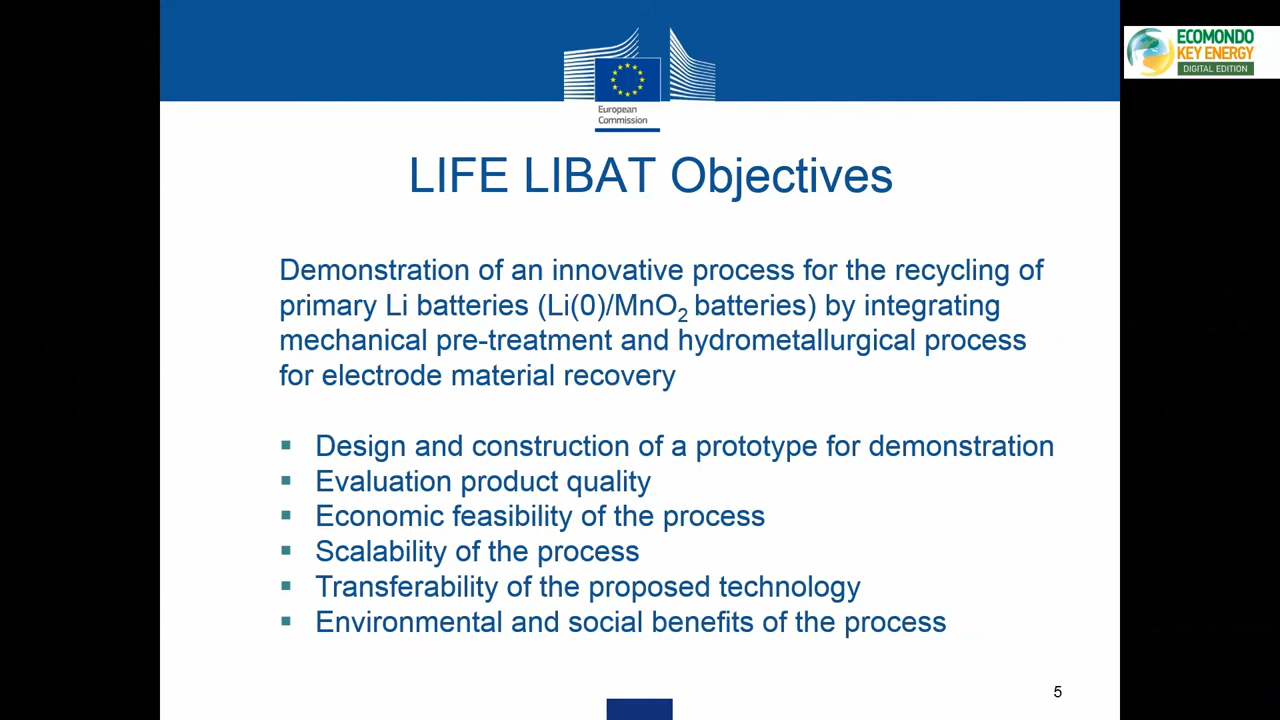 ECOMONDO
KEY ENERGY
DIGITAL EDITION
European
Commission
LIFE LIBAT Objectives
Demonstration of an innovative process for the recycling of
primary Li batteries (Li(0)/MnO₂ batteries) by integrating
mechanical pre-treatment and hydrometallurgical process
for electrode material recovery
▪ Design and construction of a prototype for demonstration
▪ Evaluation product quality
▪ Economic feasibility of the process
▪ Scalability of the process
▪ Transferability of the proposed technology
▪ Environmental and social benefits of the process
5